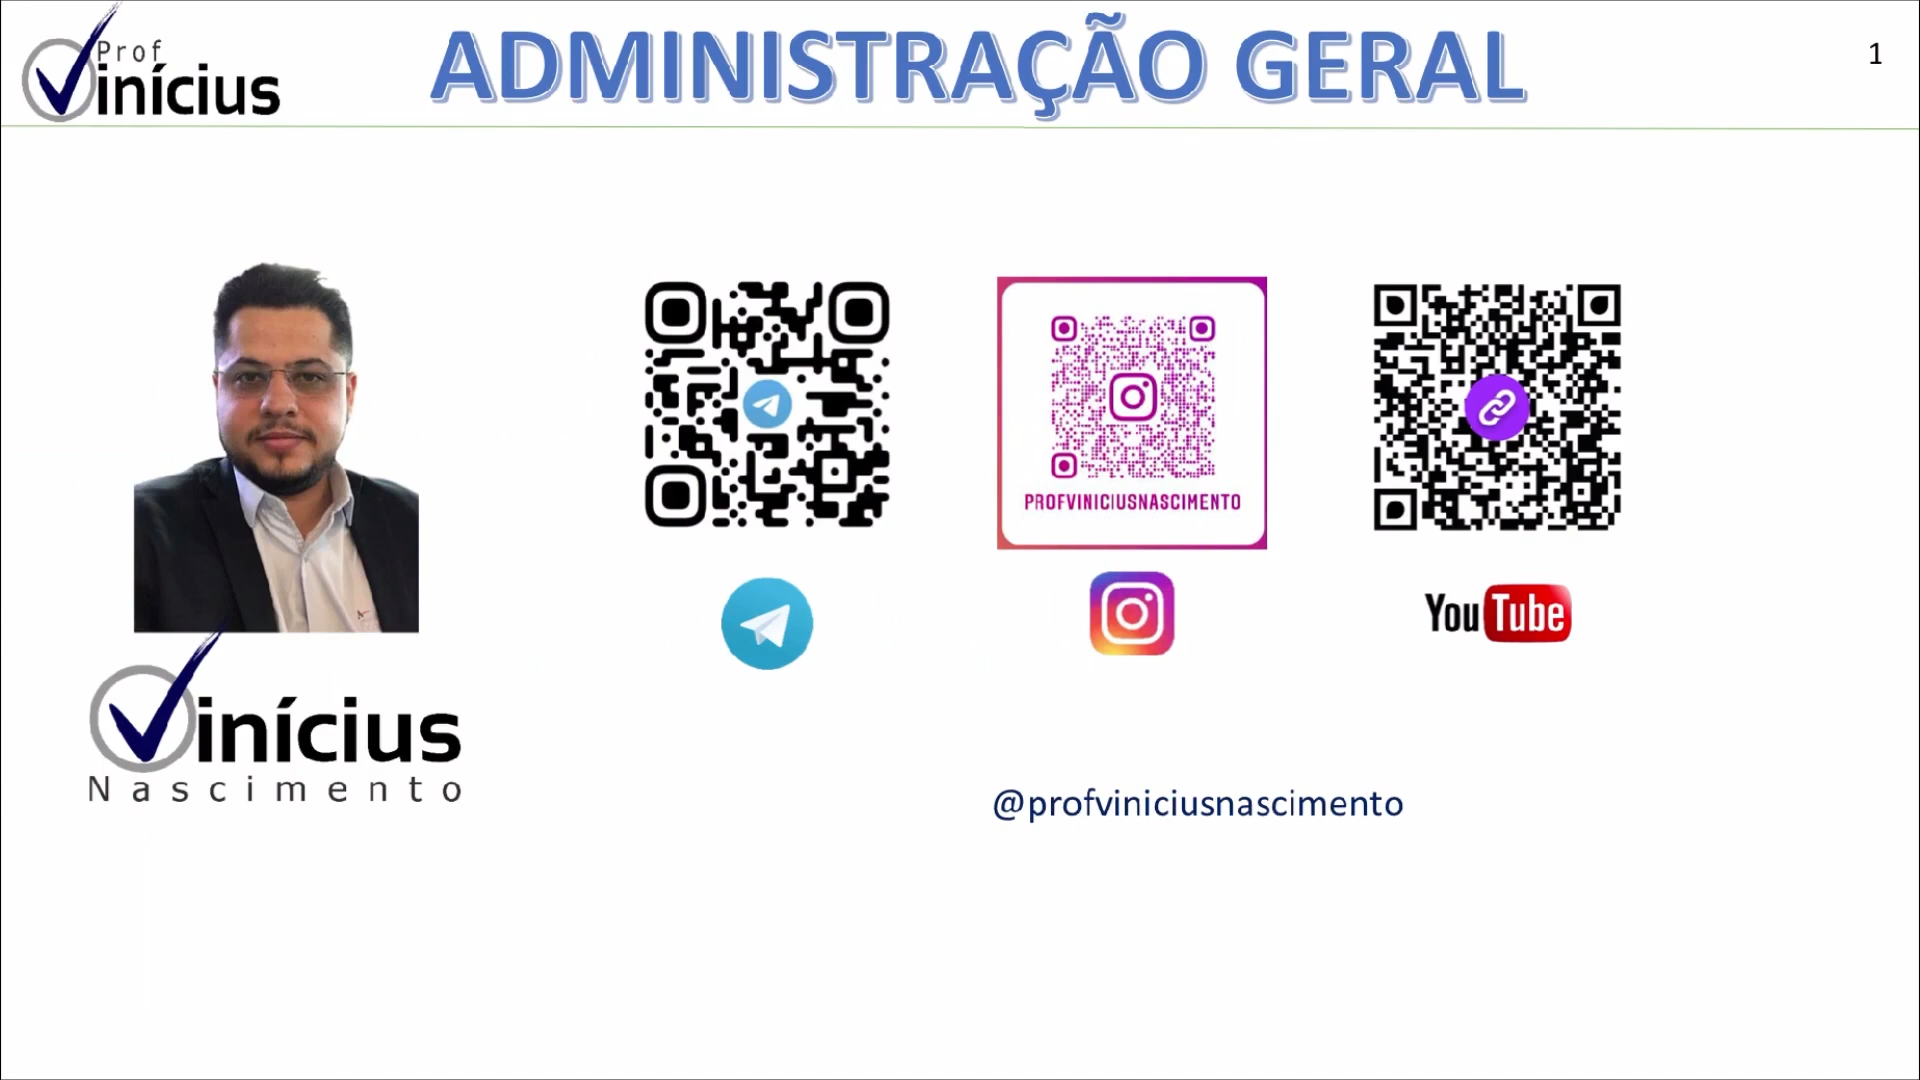 Prof
Vinícius
ADMINISTRAÇÃO GERAL
1
PROFVINICIUSNASCIMENTO
YouTube
Vinícius
Nascimento
@profviniciusnascimento